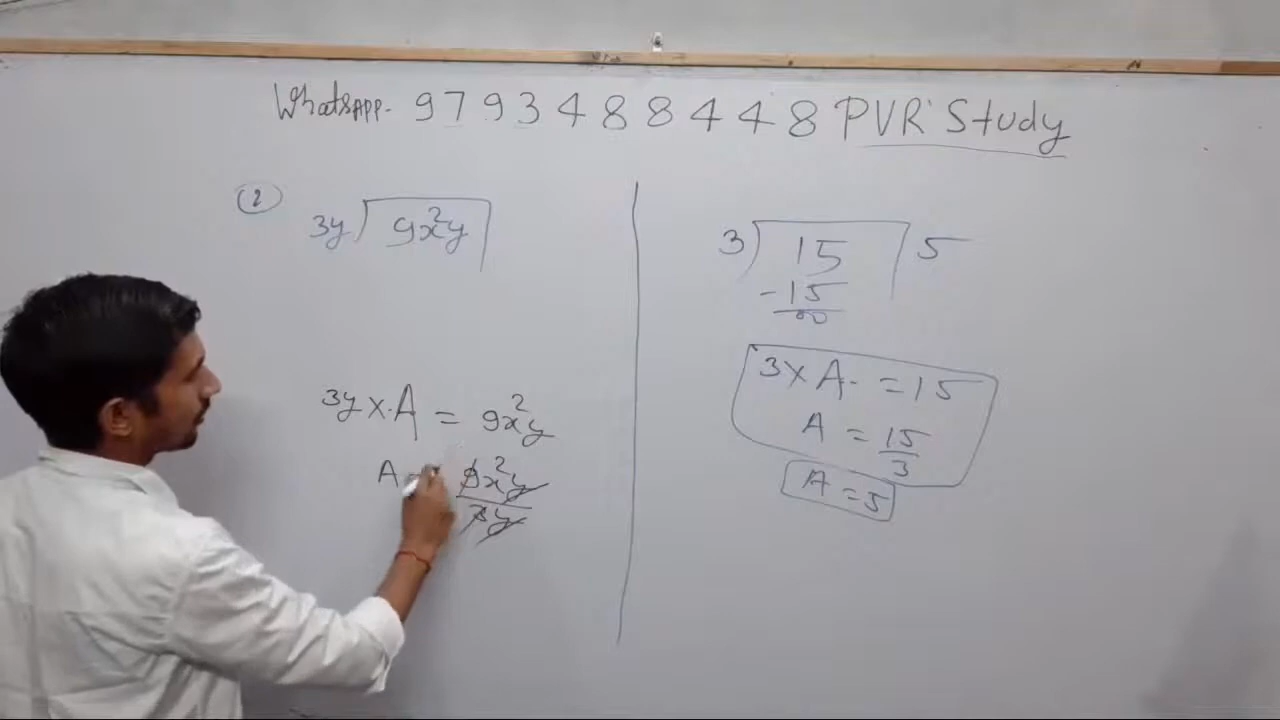 WhatsAPP- 9793488448 PVR Study
2
3y) 9x²y
3y x A = 9x²y
A = 9x²y
3y
3) 15 5
-15
00
3 x A = 15
A = 15
3
A = 5